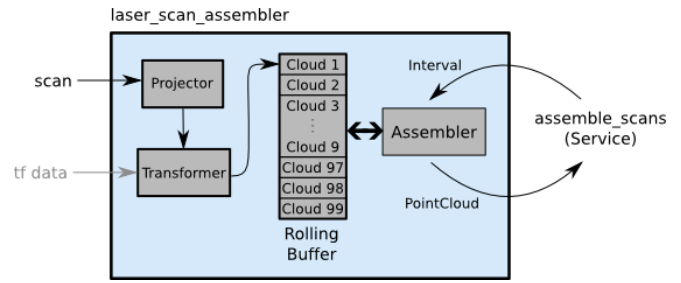 laser_scan_assembler
scan
Projector
tf data
Transformer
Cloud 1
Cloud 2
Cloud 3
Cloud 9
Cloud 97
Cloud 98
Cloud 99
Rolling
Buffer
Interval
Assembler
PointCloud
assemble_scans
(Service)